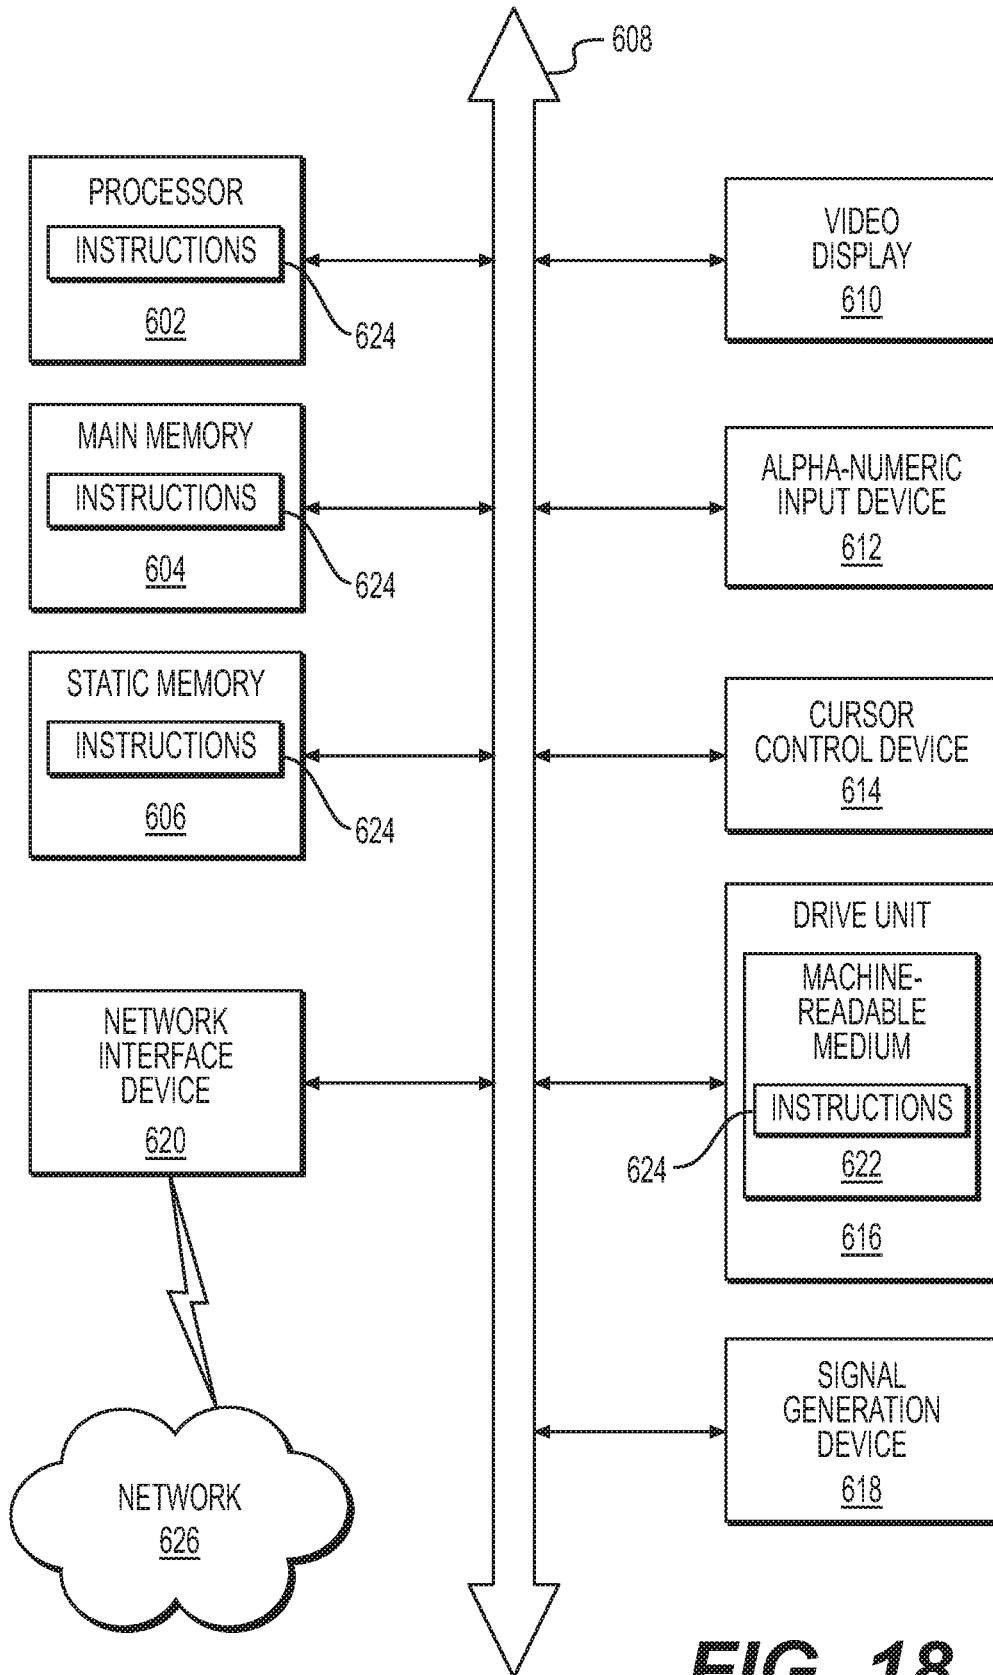 608
PROCESSOR
INSTRUCTIONS
602
624
MAIN MEMORY
INSTRUCTIONS
604
624
STATIC MEMORY
INSTRUCTIONS
606
624
NETWORK
INTERFACE
DEVICE
620
NETWORK
626
VIDEO
DISPLAY
610
ALPHA-NUMERIC
INPUT DEVICE
612
CURSOR
CONTROL DEVICE
614
DRIVE UNIT
MACHINE-
READABLE
MEDIUM
INSTRUCTIONS
624
622
616
SIGNAL
GENERATION
DEVICE
618
FIG. 18